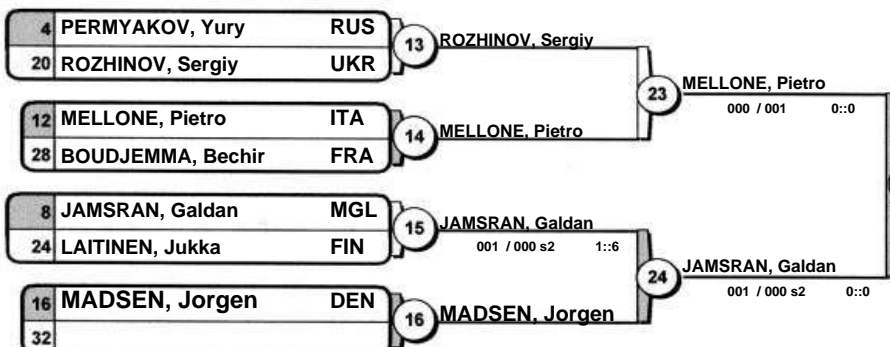 4 PERMYAKOV, Yury RUS
20 ROZHINOV, Sergiy UKR
13 ROZHINOV, Sergiy
12 MELLONE, Pietro ITA
28 BOUDJEMMA, Bechir FRA
14 MELLONE, Pietro
23 MELLONE, Pietro
000 / 001 0::0
8 JAMSRAN, Galdan MGL
24 LAITINEN, Jukka FIN
15 JAMSRAN, Galdan
001 / 000 s2 1::6
16 MADSEN, Jorgen DEN
32
16 MADSEN, Jorgen
24 JAMSRAN, Galdan
001 / 000 s2 0::0